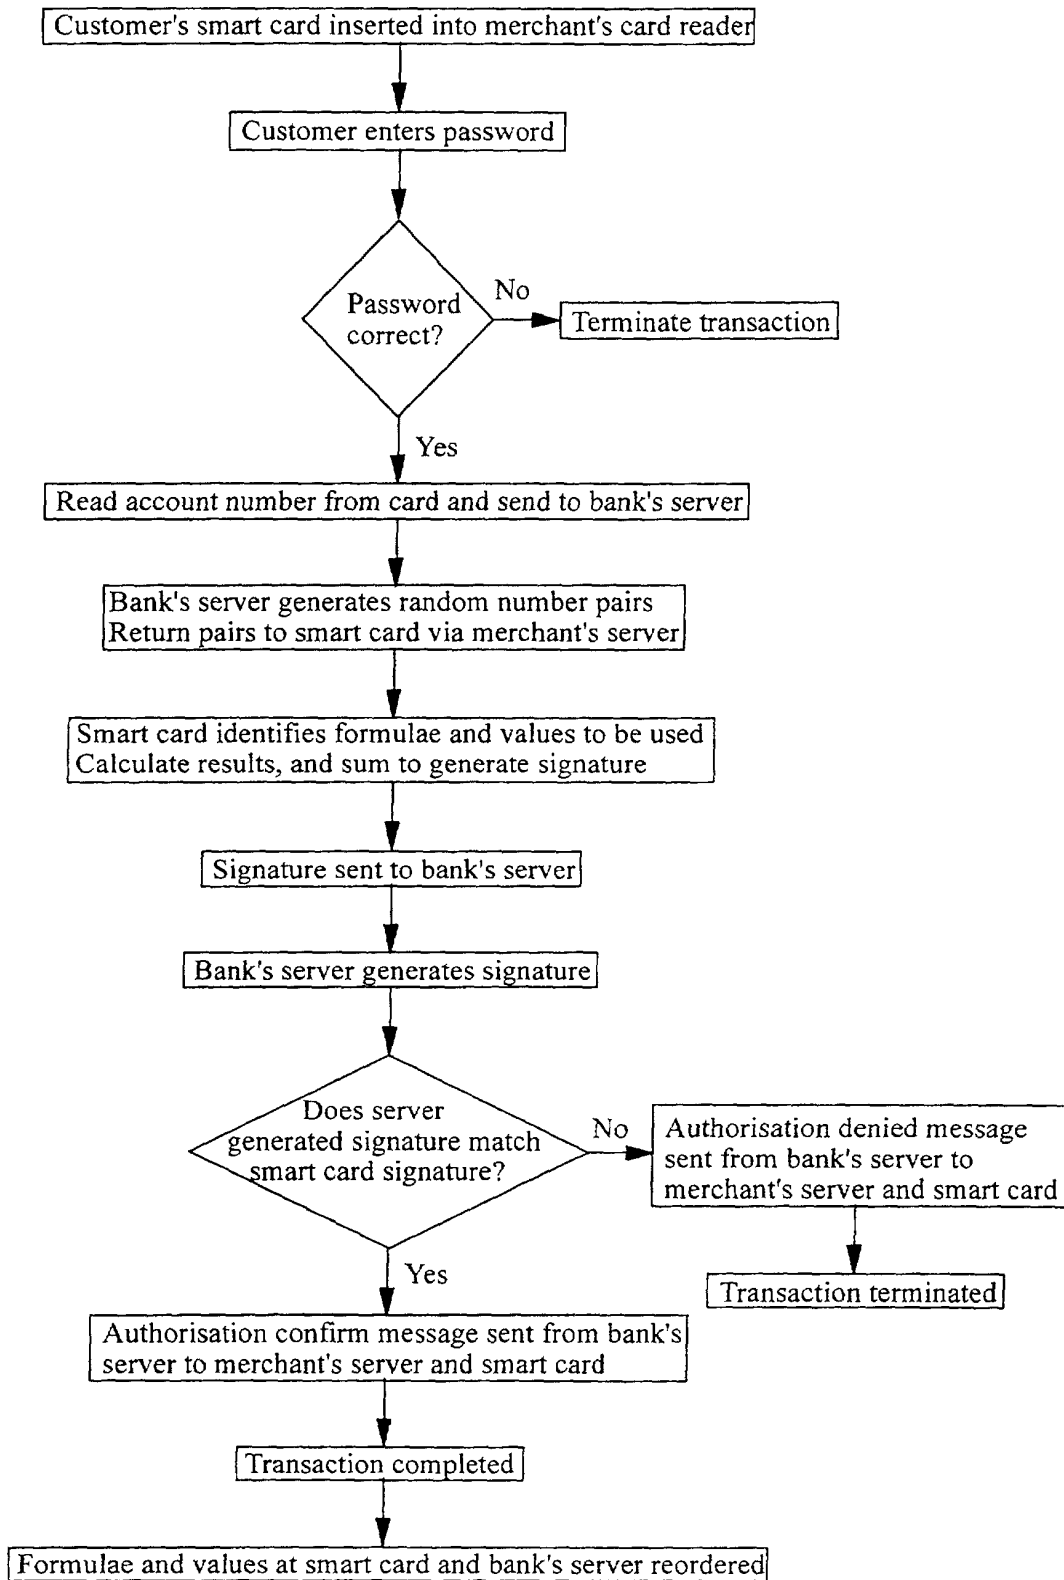 Customer's smart card inserted into merchant's card reader
Customer enters password
Password
correct?
No
Terminate transaction
Yes
Read account number from card and send to bank's server
Bank's server generates random number pairs
Return pairs to smart card via merchant's server
Smart card identifies formulae and values to be used
Calculate results, and sum to generate signature
Signature sent to bank's server
Bank's server generates signature
Does server
generated signature match
smart card signature?
No
Authorisation denied message
sent from bank's server to
merchant's server and smart card
Transaction terminated
Yes
Authorisation confirm message sent from bank's
server to merchant's server and smart card
Transaction completed
Formulae and values at smart card and bank's server reordered